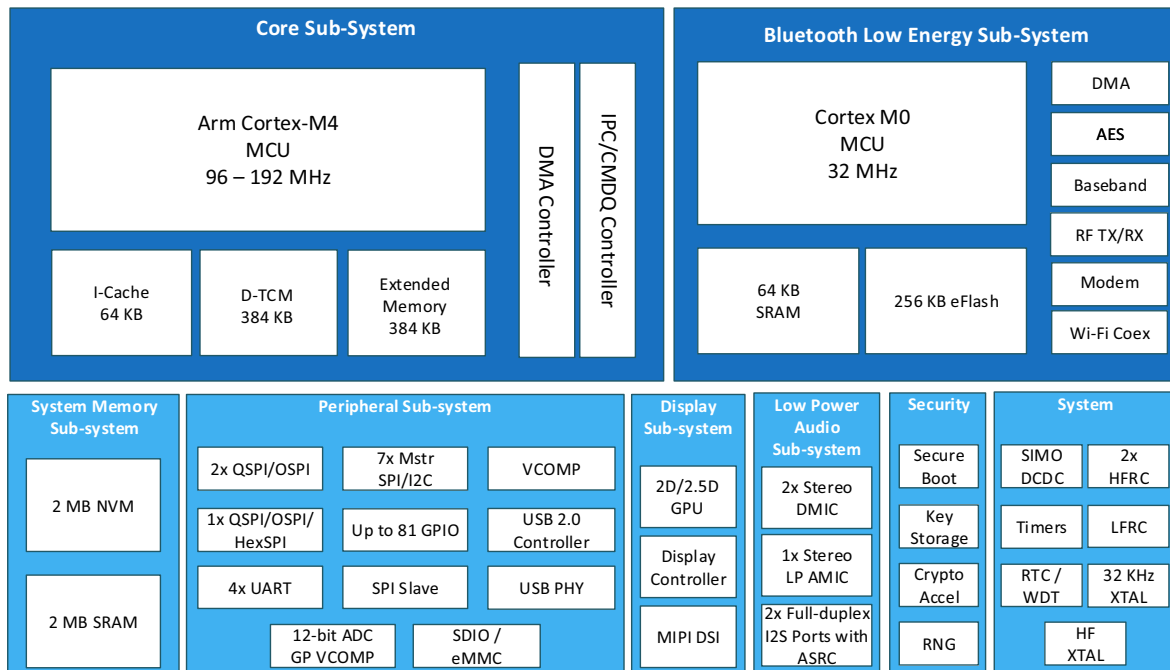 Core Sub-System
Arm Cortex-M4
MCU
96 – 192 MHz
I-Cache
64 KB
D-TCM
384 KB
Extended
Memory
384 KB
DMA Controller
IPC/CMDQ Controller
Bluetooth Low Energy Sub-System
Cortex M0
MCU
32 MHz
64 KB
SRAM
256 KB eFlash
DMA
AES
Baseband
RF TX/RX
Modem
Wi-Fi Coex
System Memory
Sub-system
2 MB NVM
2 MB SRAM
Peripheral Sub-system
2x QSPI/OSPI
7x Mstr
SPI/I2C
VCOMP
1x QSPI/OSPI/
HexSPI
Up to 81 GPIO
USB 2.0
Controller
4x UART
SPI Slave
USB PHY
12-bit ADC
GP VCOMP
SDIO /
eMMC
Display
Sub-system
2D/2.5D
GPU
Display
Controller
MIPI DSI
Low Power
Audio
Sub-system
2x Stereo
DMIC
1x Stereo
LP AMIC
2x Full-duplex
I2S Ports with
ASRC
Security
Secure
Boot
Key
Storage
Crypto
Accel
RNG
System
SIMO
DCDC
2x
HFRC
Timers
LFRC
RTC /
WDT
32 KHz
XTAL
HF
XTAL